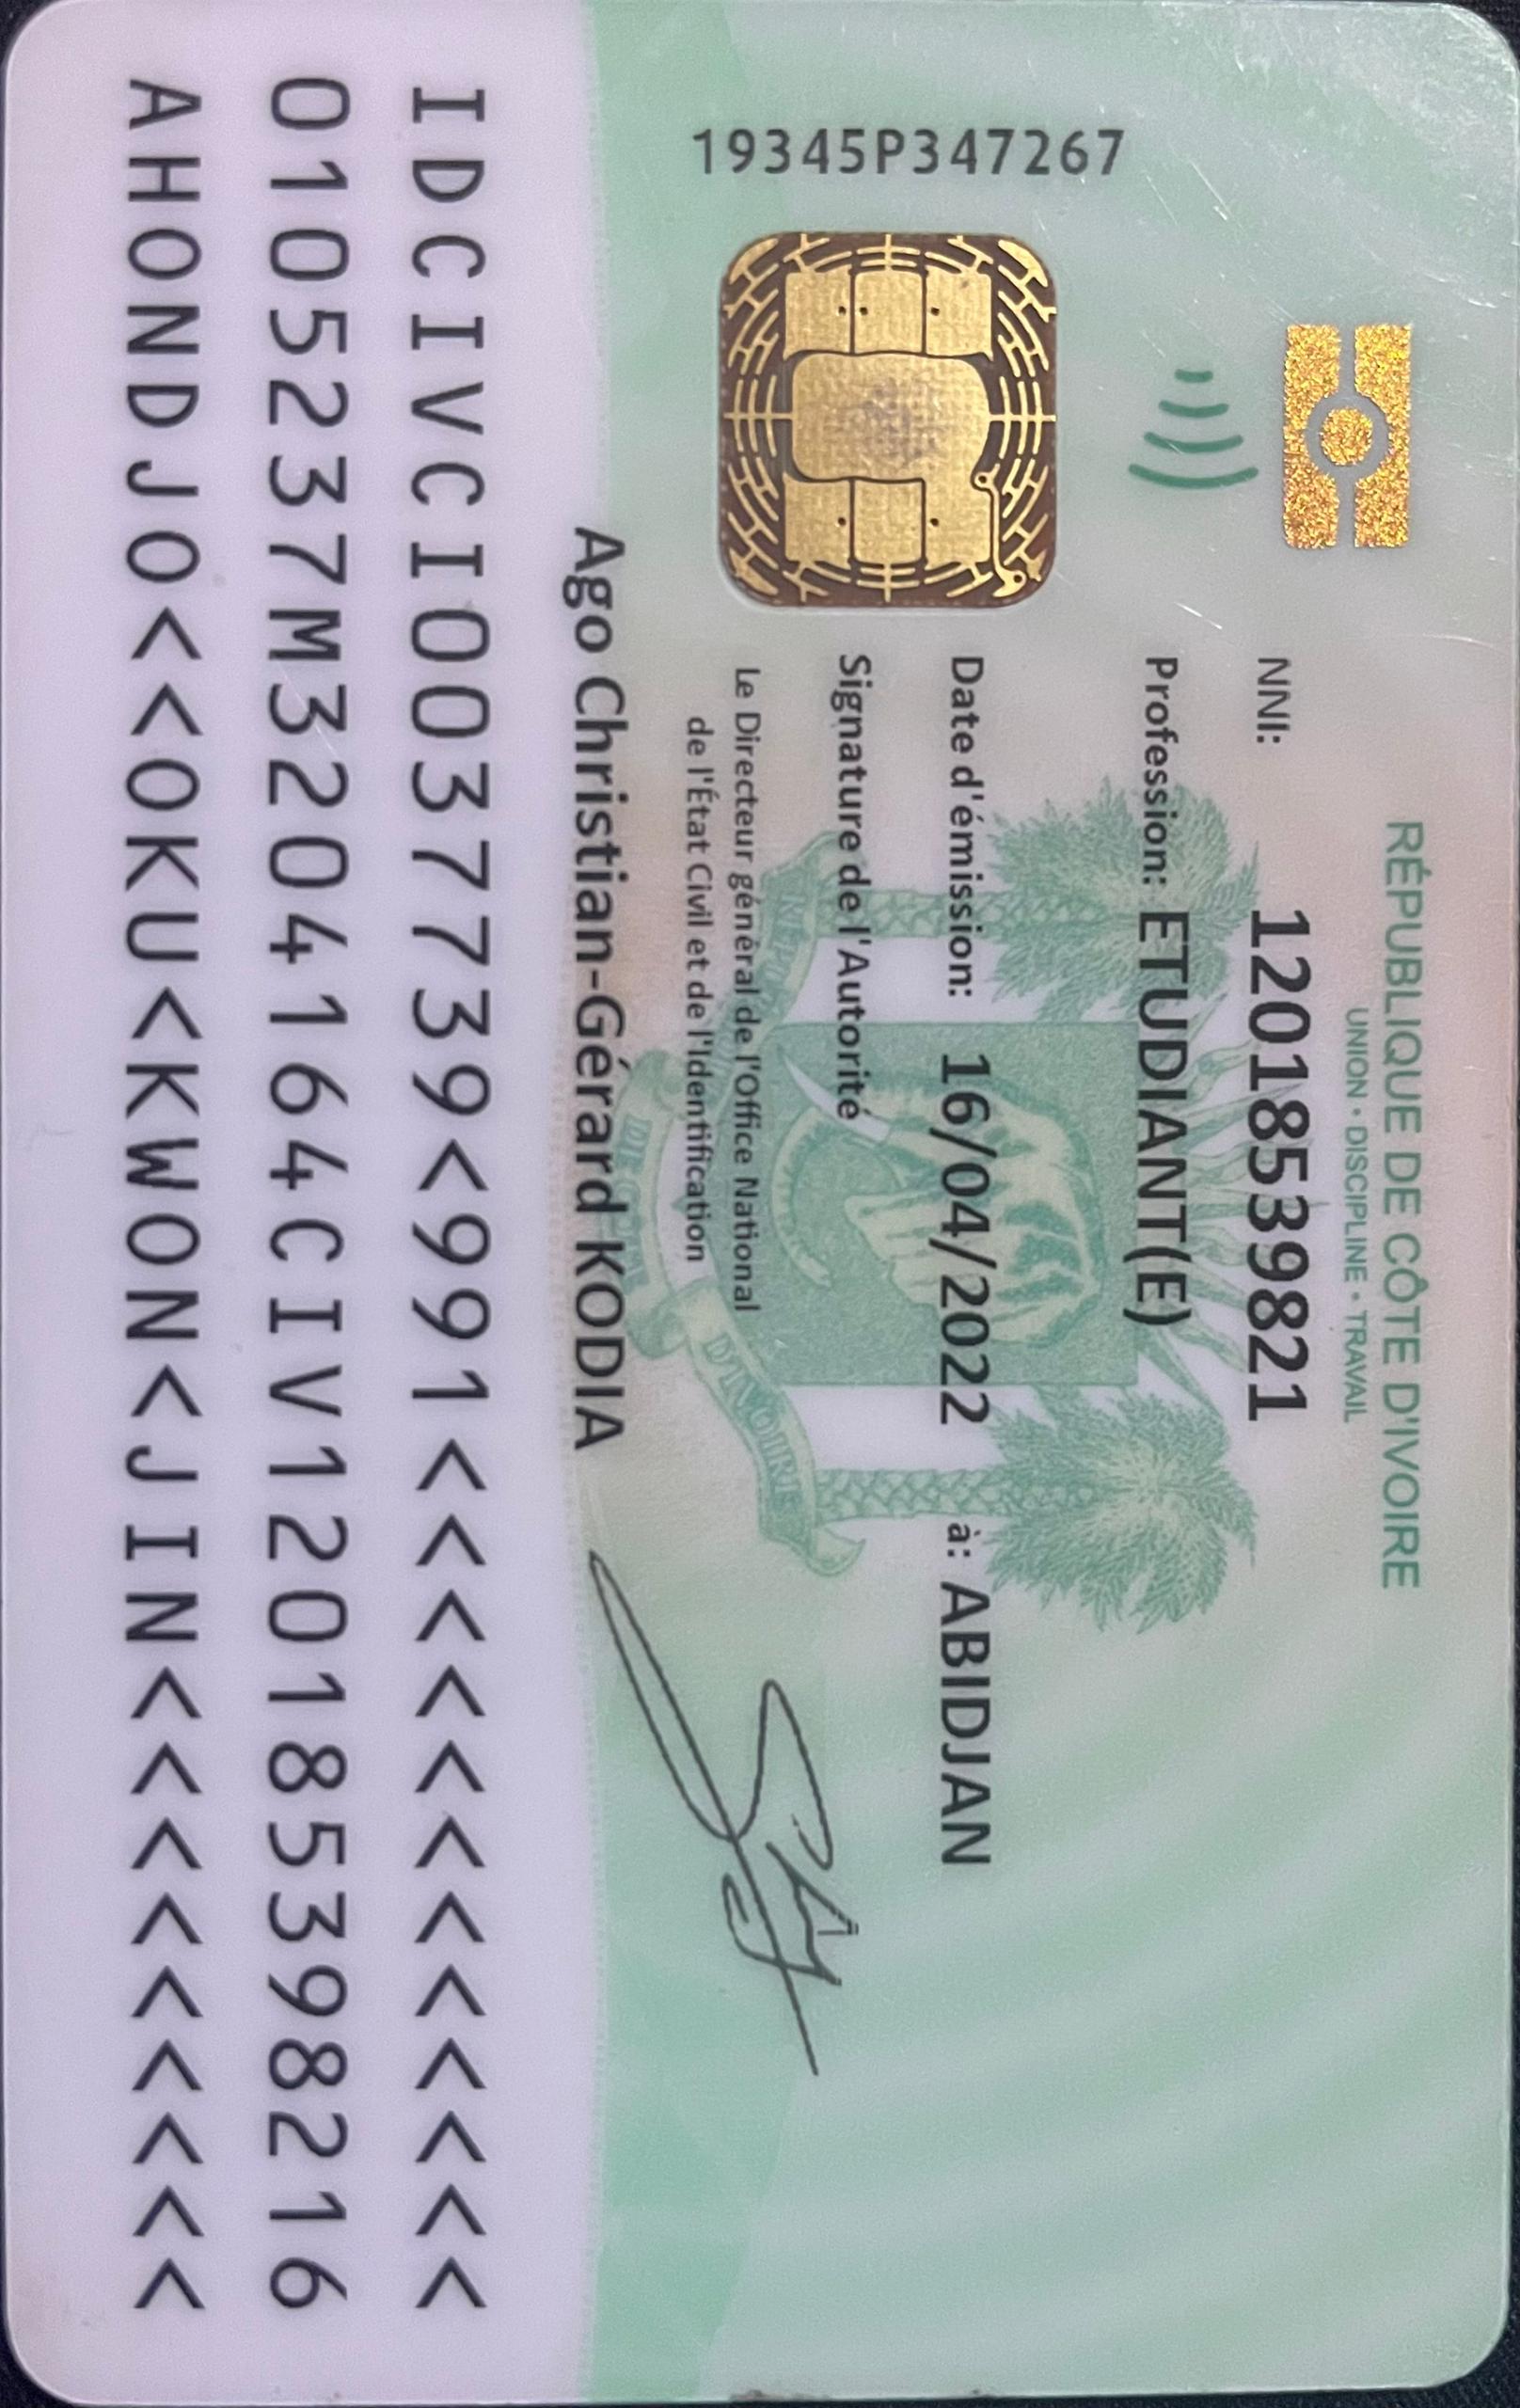 RÉPUBLIQUE DE CÔTE D'IVOIRE
UNION • DISCIPLINE • TRAVAIL
NNI: 12018539821
Profession: ETUDIANT(E)
Date d'émission: 16/04/2022 à: ABIDJAN
Signature de l'Autorité
Le Directeur général de l'Office National
de l'État Civil et de l'Identification
Ago Christian-Gérard KODIA
19345P347267
D'IVOIRE
IDCIVCI00377739<991<<<<<<<<<<<
0105237M3204164CIV120185398216
AHONDJO<<OKU<KWON<JIN<<<<<<<<<